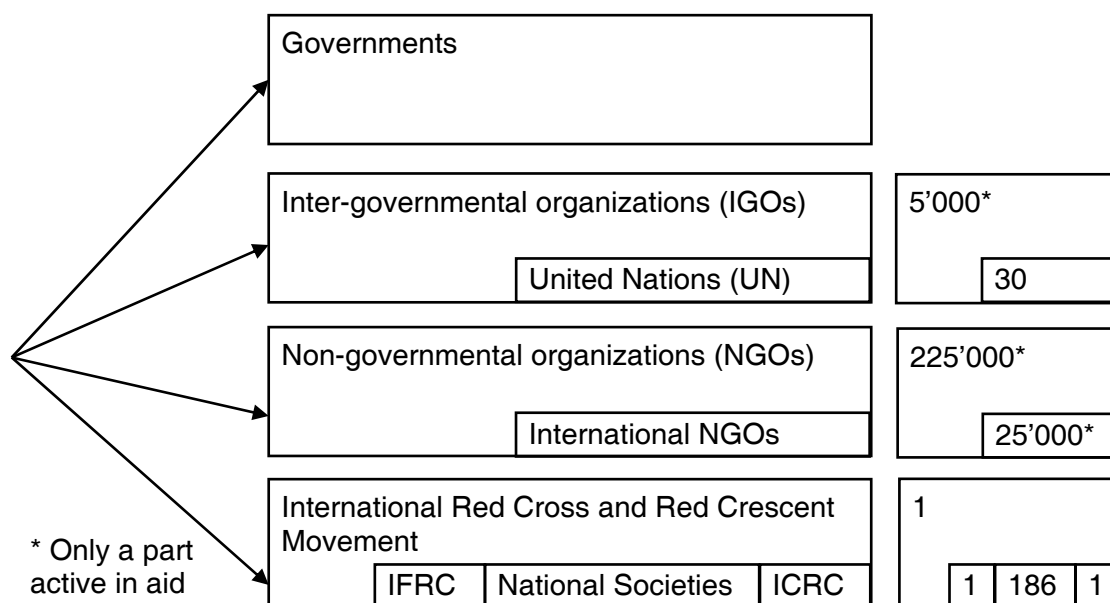 Governments
Inter-governmental organizations (IGOs)
5’000*
United Nations (UN)
30
Non-governmental organizations (NGOs)
225’000*
International NGOs
25’000*
International Red Cross and Red Crescent
Movement
1
IFRC
National Societies
ICRC
1
186
1
* Only a part
active in aid